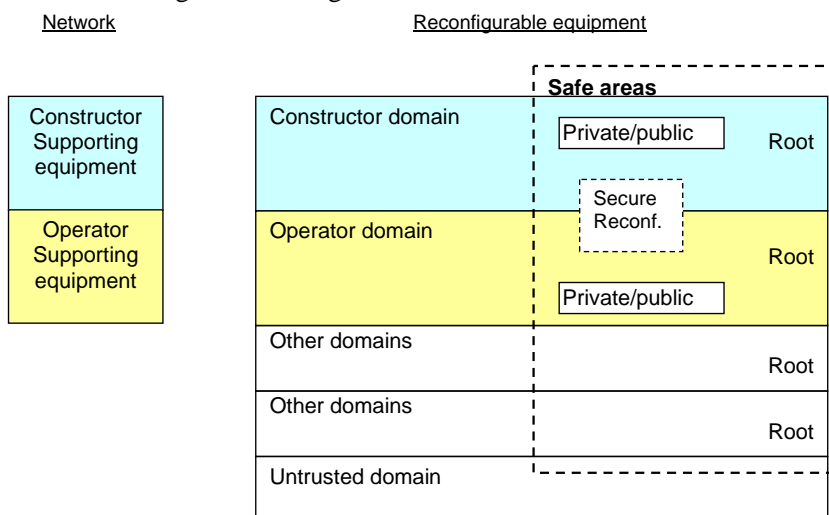 Network
Reconfigurable equipment
Safe areas
Constructor
Supporting
equipment
Operator
Supporting
equipment
Constructor domain
Private/public
Root
Secure
Reconf.
Operator domain
Root
Private/public
Other domains
Root
Other domains
Root
Untrusted domain